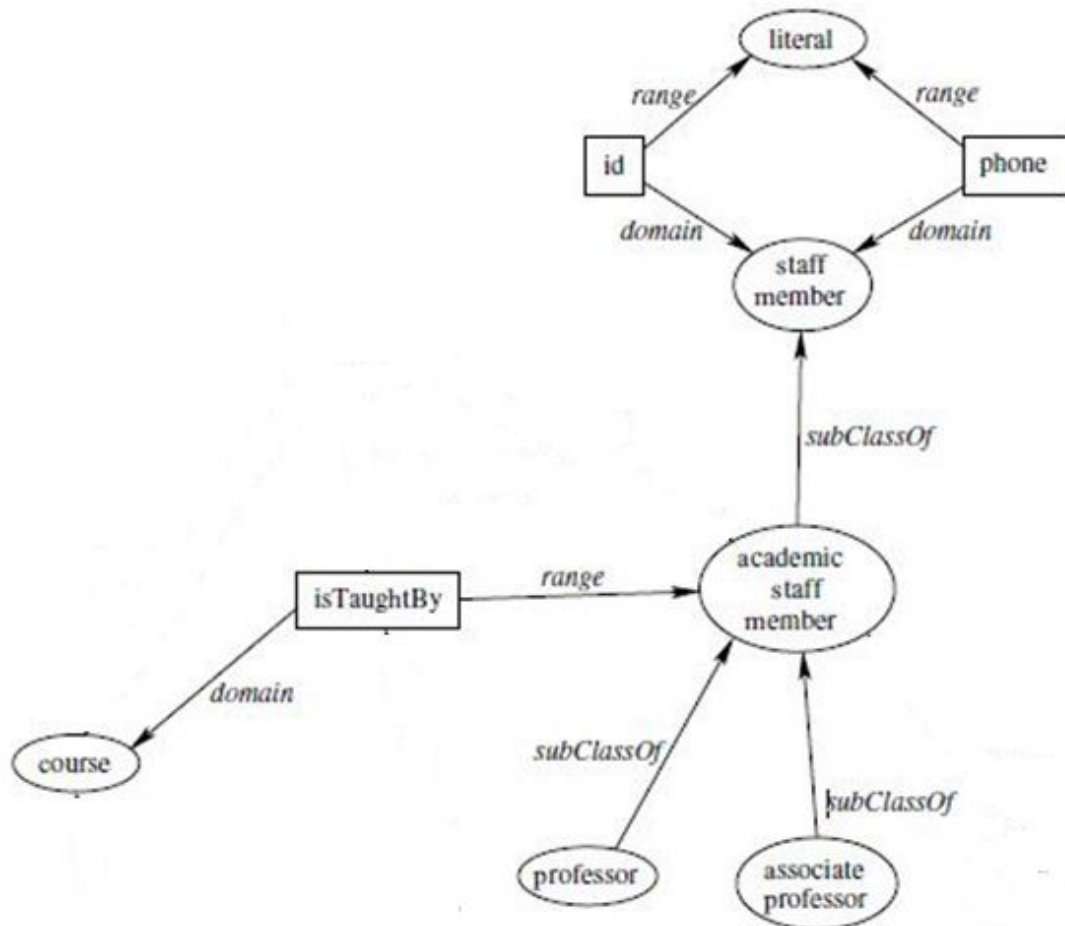 literal
range
range
id
phone
domain
domain
staff
member
subClassOf
academic
staff
member
isTaughtBy
range
domain
course
subClassOf
subClassOf
professor
associate
professor